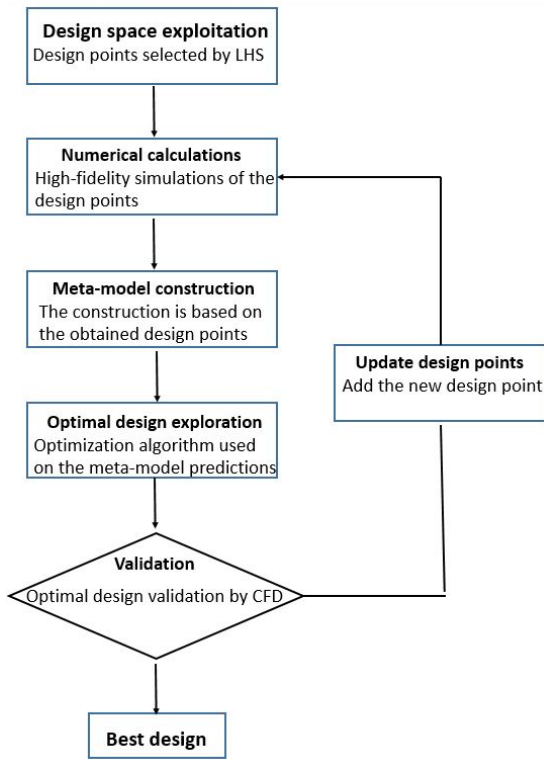 Design space exploitation
Design points selected by LHS
Numerical calculations
High-fidelity simulations of the
design points
Meta-model construction
The construction is based on
the obtained design points
Update design points
Add the new design point
Optimal design exploration
Optimization algorithm used
on the meta-model predictions
Validation
Optimal design validation by CFD
Best design